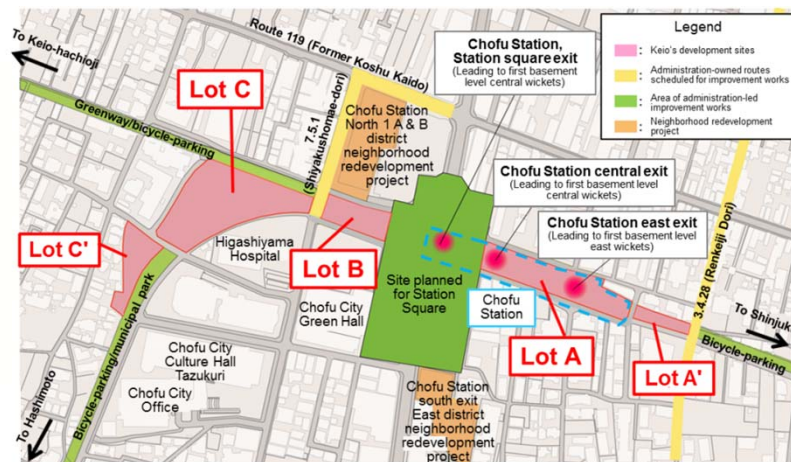 To Keio-hachioji
Route 119 (Former Koshu Kaido)
Chofu Station,
Station square exit
(Leading to first basement
level central wickets)
Legend
: Keio's development sites
: Administration-owned routes
scheduled for improvement works
: Area of administration-led
improvement works
: Neighborhood redevelopment
project
Lot C
Greenway/bicycle-parking
7.5.1
(Shiyakushomae-dori)
Chofu Station
North 1 A & B
district
neighborhood
redevelopment
project
Chofu Station central exit
(Leading to first basement level
central wickets)
Chofu Station east exit
(Leading to first basement level
east wickets)
Lot C'
Higashiyama
Hospital
Lot B
Site planned
for Station
Square
Chofu
Station
3.4.28 (Renkeiji Dori)
To Shinjuk
Chofu City
Green Hall
Lot A
Lot A'
Bicycle-parking
Bicycle-parking/municipal park
Chofu City
Culture Hall
Tazukuri
Chofu City
Office
To Hashimoto
Chofu Station
south exit
East district
neighborhood
redevelopment
project